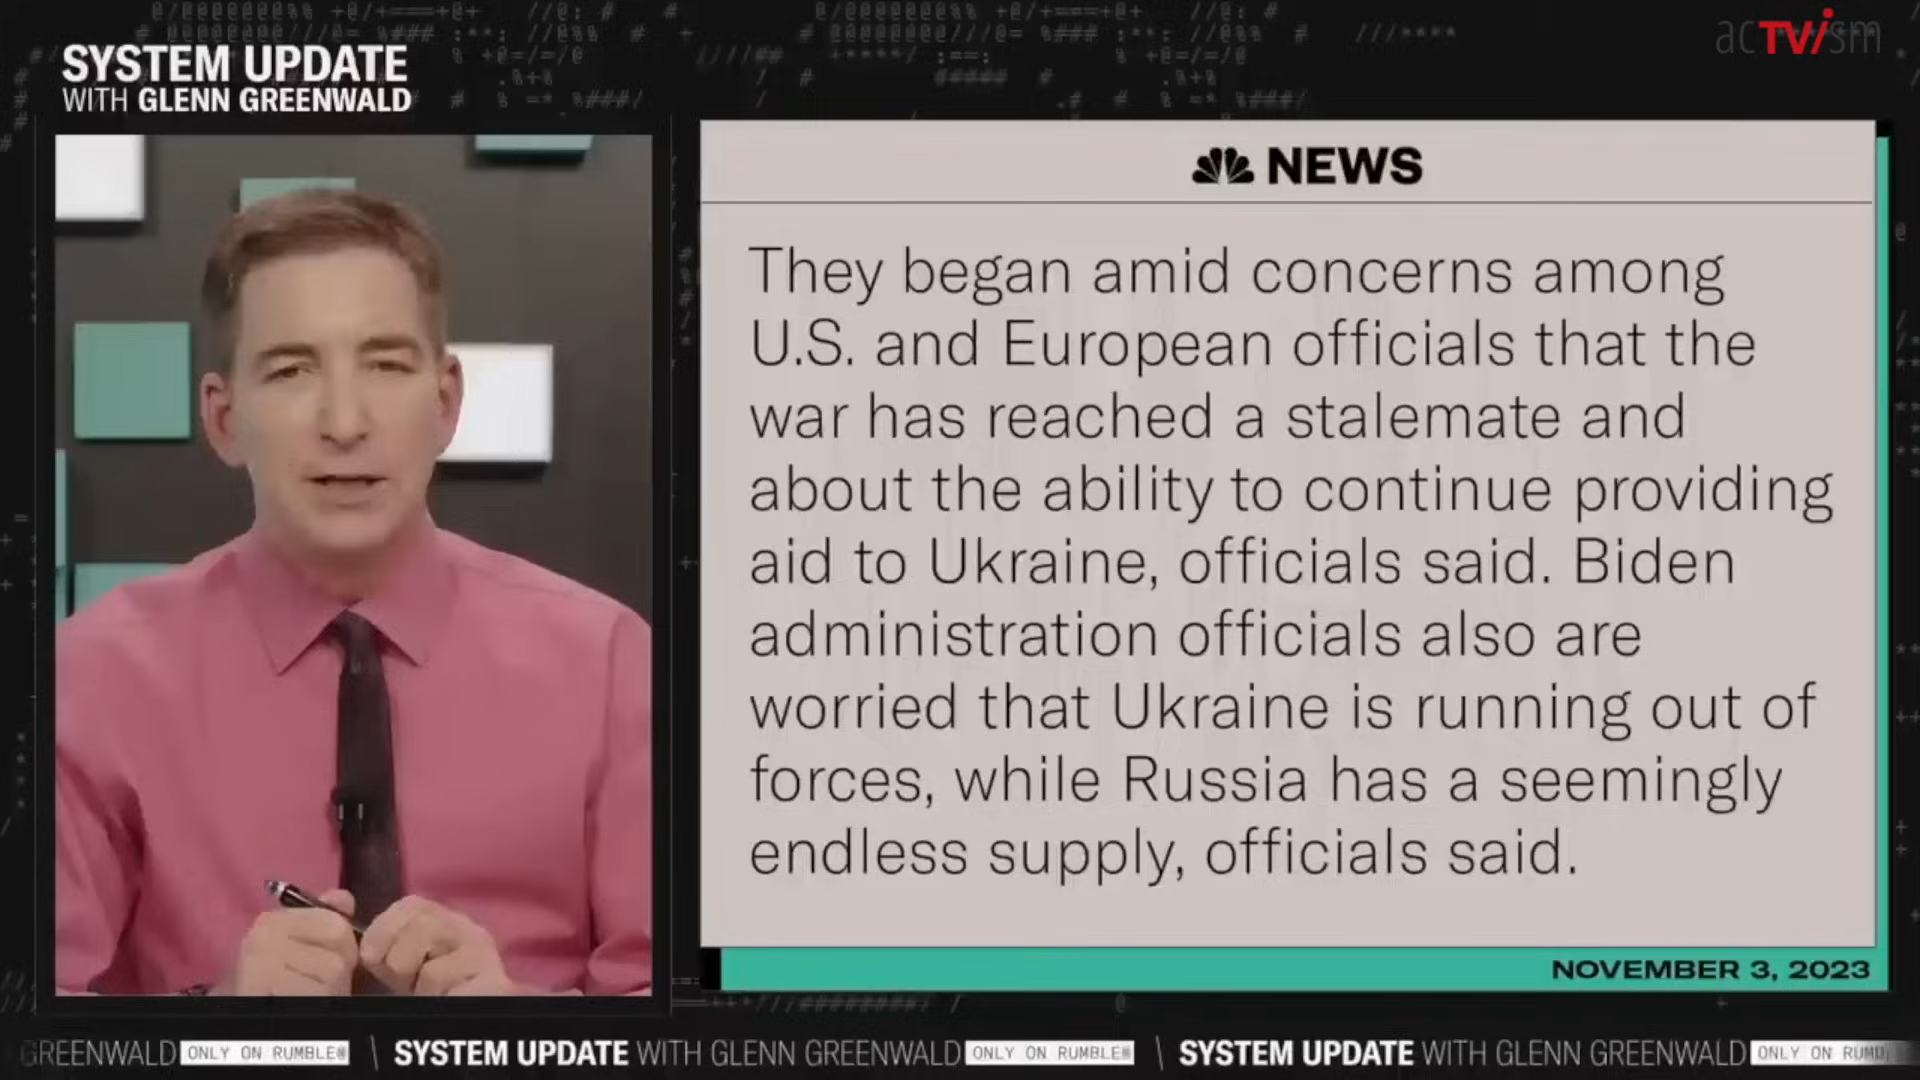 SYSTEM UPDATE
WITH GLENN GREENWALD
acTVism
NEWS
They began amid concerns among
U.S. and European officials that the
war has reached a stalemate and
about the ability to continue providing
aid to Ukraine, officials said. Biden
administration officials also are
worried that Ukraine is running out of
forces, while Russia has a seemingly
endless supply, officials said.
NOVEMBER 3, 2023
GREENWALD ONLY ON RUMBLE \ SYSTEM UPDATE WITH GLENN GREENWALD ONLY ON RUMBLE \ SYSTEM UPDATE WITH GLENN GREENWALD ONLY ON RUMB